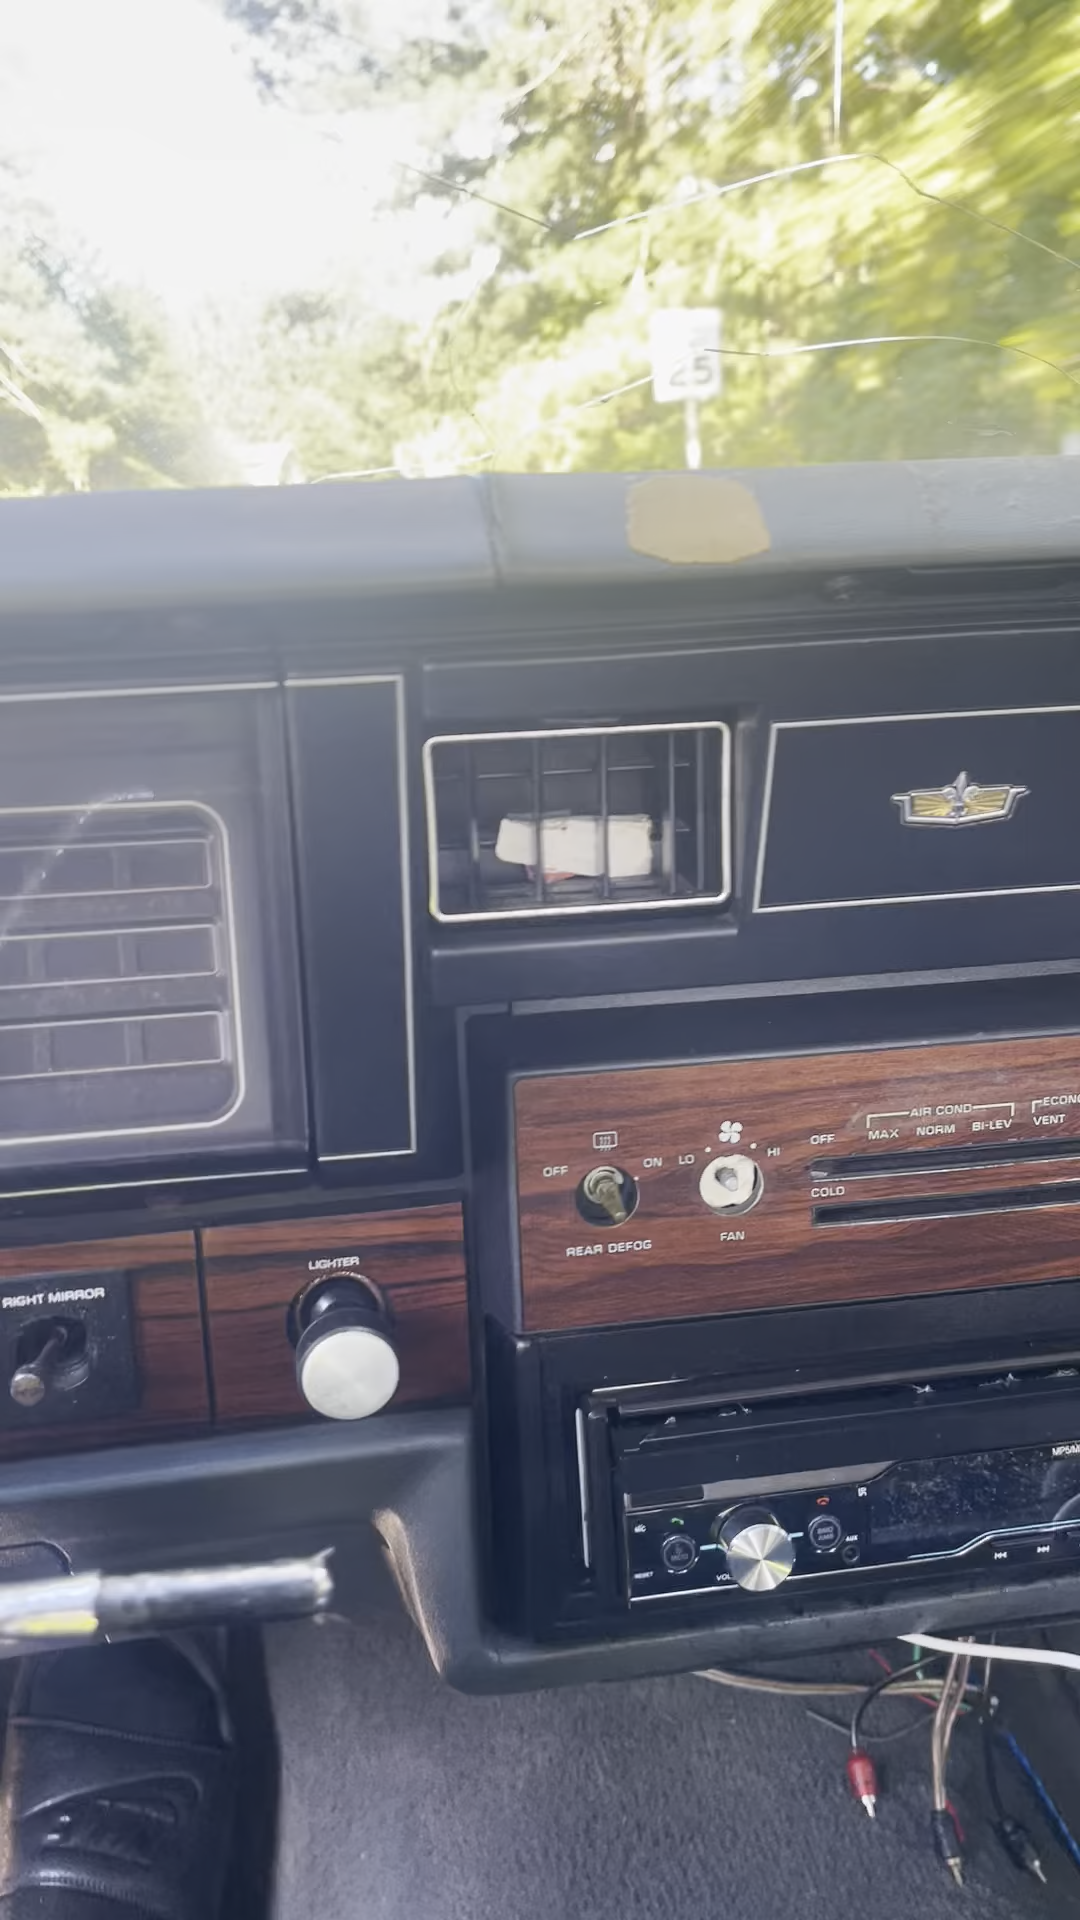 25
OFF
ON
LO
HI
REAR DEFOG
FAN
OFF
AIR COND
MAX NORM BI-LEV
VENT
COLD
RIGHT MIRROR
LIGHTER
MIC
RESET
VOL
AUX